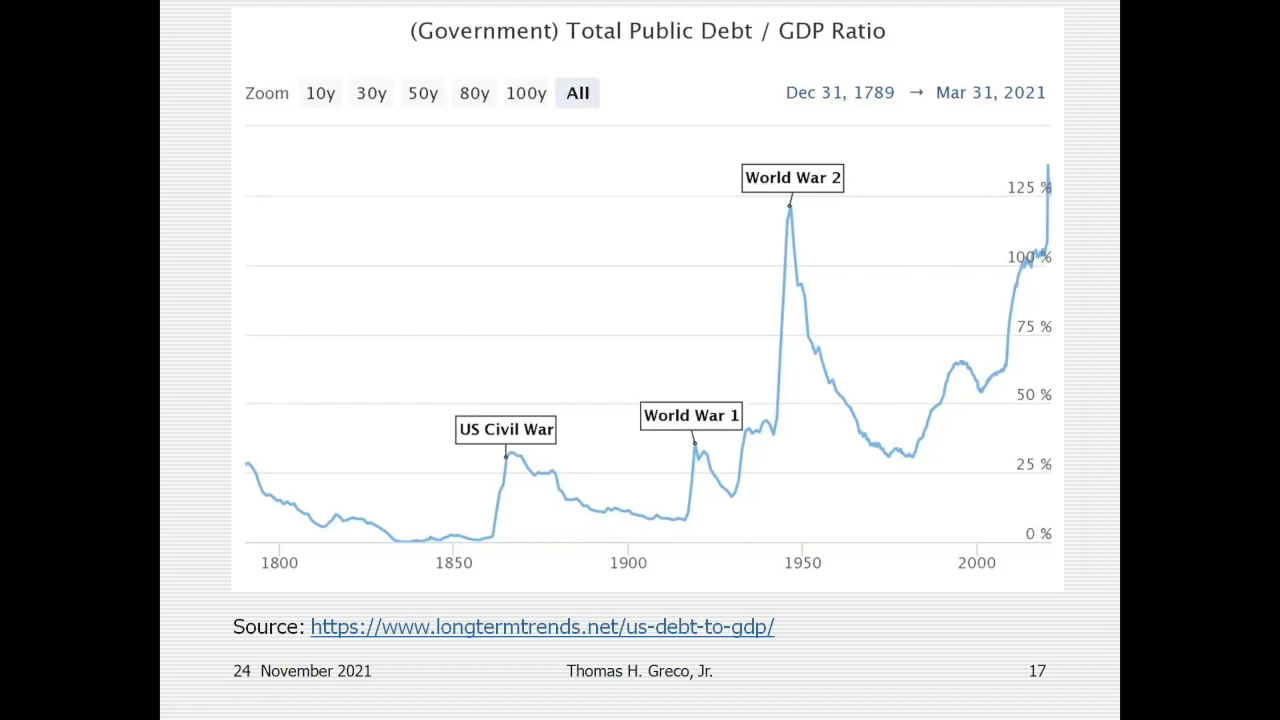 (Government) Total Public Debt / GDP Ratio
Zoom 10y 30y 50y 80y 100y All Dec 31, 1789 → Mar 31, 2021
World War 2
125 %
100 %
75 %
50 %
World War 1
US Civil War
25 %
0 %
1800 1850 1900 1950 2000
Source: https://www.longtermtrends.net/us-debt-to-gdp/
24 November 2021 Thomas H. Greco, Jr. 17